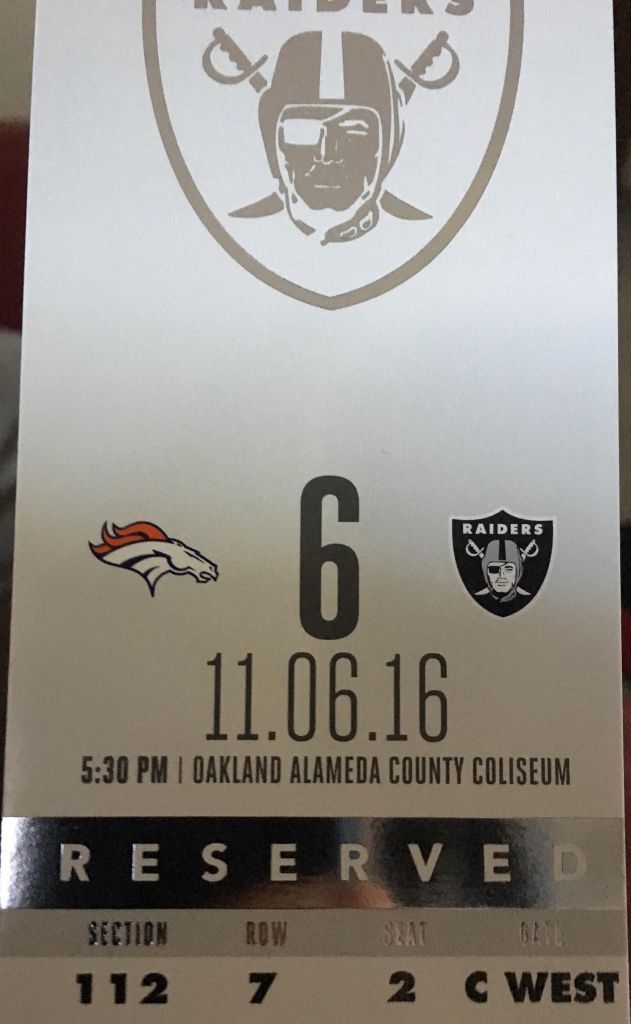 RAIDERS
6
RAIDERS
11.06.16
5:30 PM | OAKLAND ALAMEDA COUNTY COLISEUM
RESERVED
SECTION ROW SEAT GATE
112 7 2 C WEST